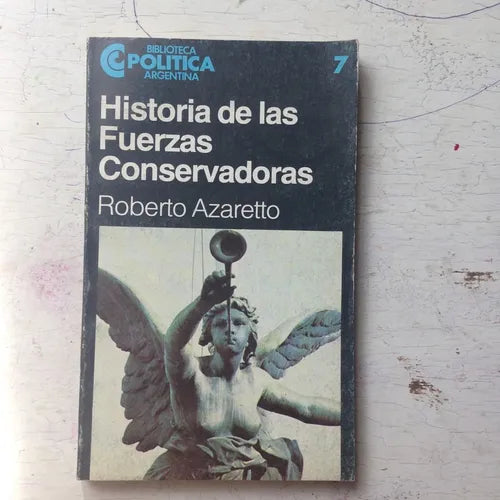 BIBLIOTECA
POLITICA
ARGENTINA
7
Historia de las
Fuerzas
Conservadoras
Roberto Azaretto